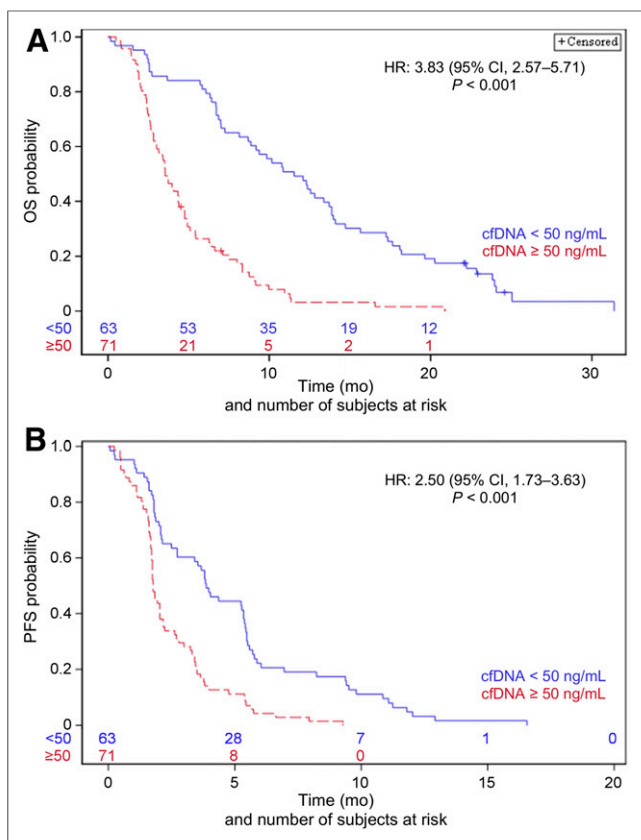 A
+Censored
HR: 3.83 (95% CI, 2.57–5.71)
P < 0.001
OS probability
1.0
0.8
0.6
0.4
0.2
0
cfDNA < 50 ng/mL
cfDNA ≥ 50 ng/mL
<50 63 53 35 19 12
≥50 71 21 5 2 1
0 10 20 30
Time (mo)
and number of subjects at risk
B
HR: 2.50 (95% CI, 1.73–3.63)
P < 0.001
PFS probability
1.0
0.8
0.6
0.4
0.2
0
cfDNA < 50 ng/mL
cfDNA ≥ 50 ng/mL
<50 63 28 7 1 0
≥50 71 8 0
0 5 10 15 20
Time (mo)
and number of subjects at risk